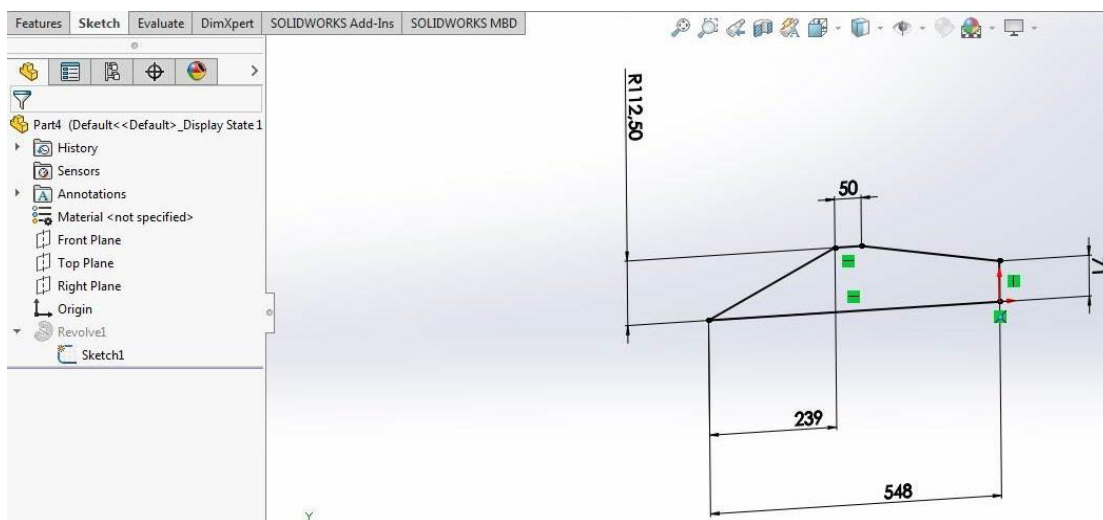 Features Sketch Evaluate DimXpert SOLIDWORKS Add-Ins SOLIDWORKS MBD
Part4 (Default<<Default>_Display State 1
History
Sensors
Annotations
Material <not specified>
Front Plane
Top Plane
Right Plane
Origin
Revolve1
Sketch1
R112,50
50
239
548
Y